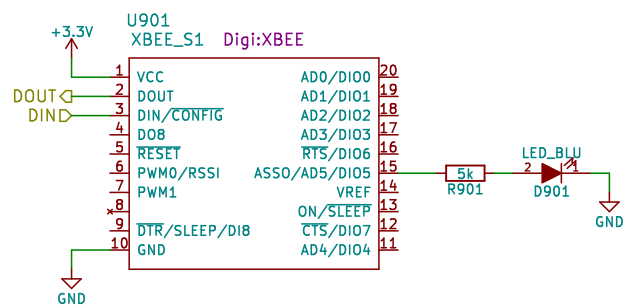 U901
+3.3V
XBEE_S1 Digi:XBEE
1 VCC AD0/DIO0 20
DOUT 2 DOUT AD1/DIO1 19
DIN 3 DIN/CONFIG AD2/DIO2 18
4 DO8 AD3/DIO3 17
5 RESET RTS/DIO6 16
LED_BLU
6 PWM0/RSSI ASSO/AD5/DIO5 15 5k 2 1
7 PWM1 VREF 14 R901 D901
8 ON/SLEEP 13
9 DTR/SLEEP/DI8 CTS/DIO7 12 GND
10 GND AD4/DIO4 11
GND